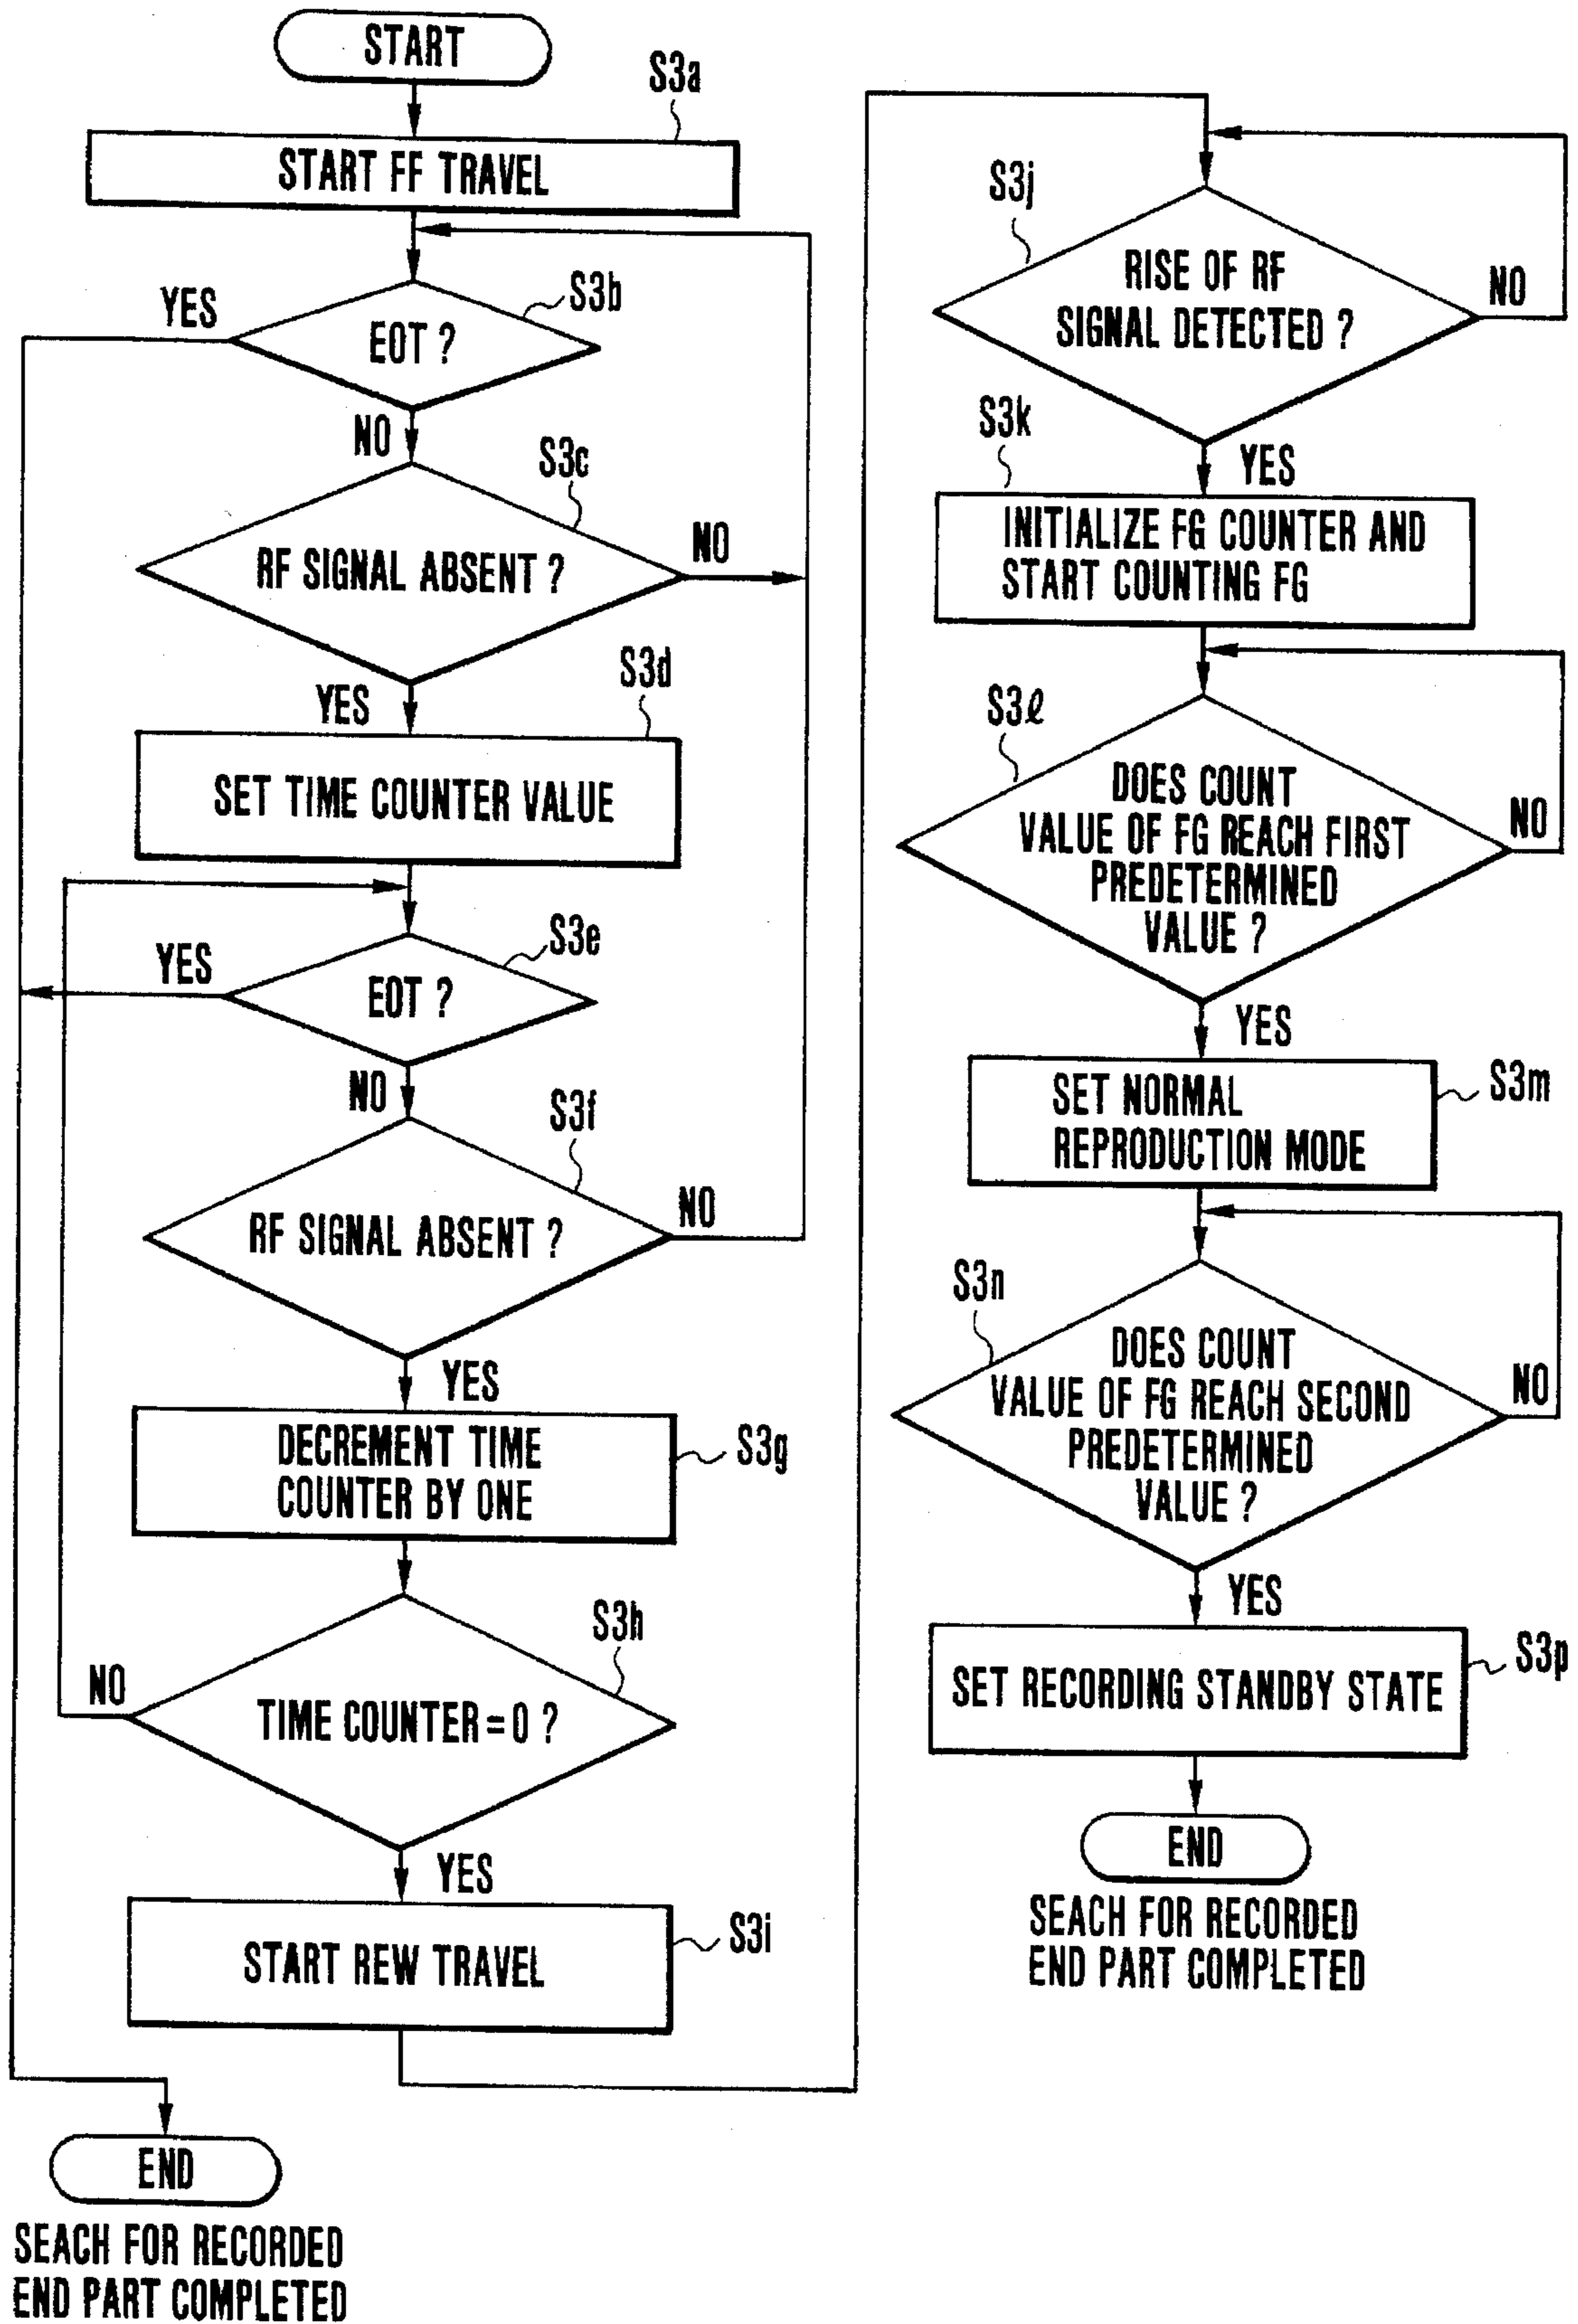 START
S3a
START FF TRAVEL
S3b
YES
EOT ?
NO
S3c
RF SIGNAL ABSENT ?
NO
YES
S3d
SET TIME COUNTER VALUE
S3e
YES
EOT ?
NO
S3f
RF SIGNAL ABSENT ?
NO
YES
DECREMENT TIME
COUNTER BY ONE
S3g
S3h
NO
TIME COUNTER = 0 ?
YES
START REW TRAVEL
S3i
END
SEACH FOR RECORDED
END PART COMPLETED
S3j
RISE OF RF
SIGNAL DETECTED ?
NO
YES
S3k
INITIALIZE FG COUNTER AND
START COUNTING FG
S3ℓ
DOES COUNT
VALUE OF FG REACH FIRST
PREDETERMINED
VALUE ?
NO
YES
SET NORMAL
REPRODUCTION MODE
S3m
S3n
DOES COUNT
VALUE OF FG REACH SECOND
PREDETERMINED
VALUE ?
NO
YES
SET RECORDING STANDBY STATE
S3p
END
SEACH FOR RECORDED
END PART COMPLETED